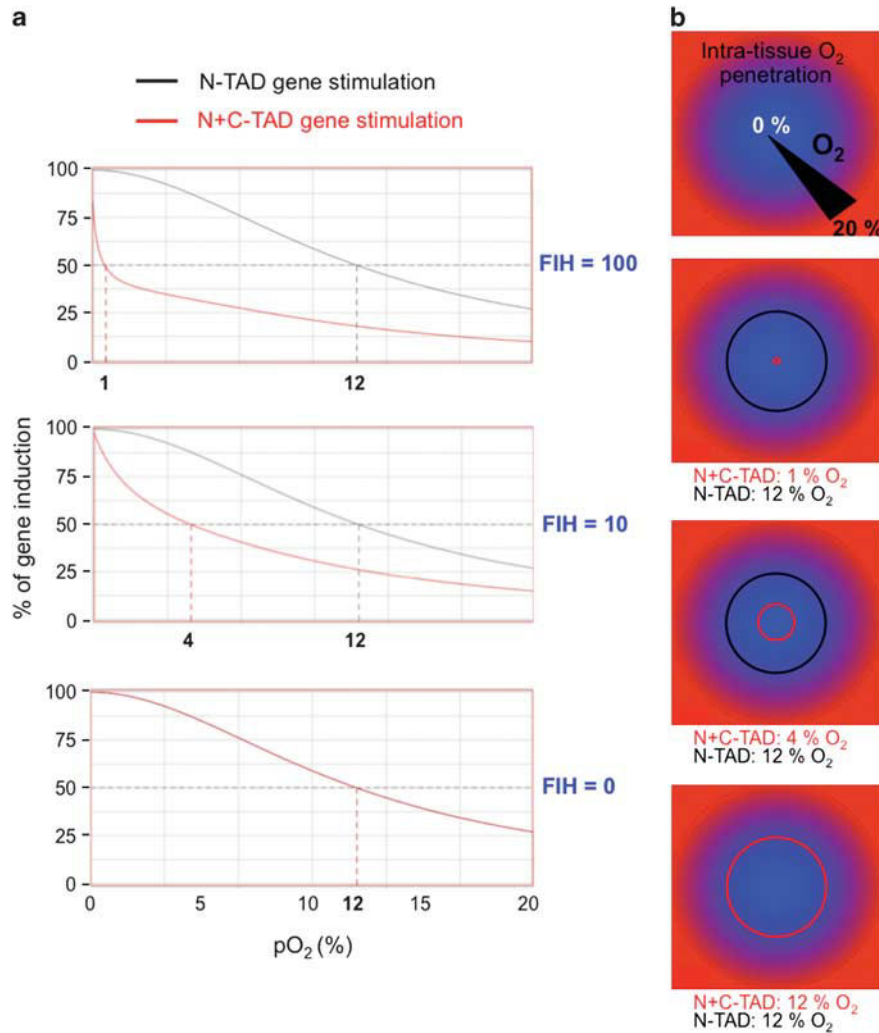 a
N-TAD gene stimulation
N+C-TAD gene stimulation
% of gene induction
100
75
50
25
0
1
12
FIH = 100
100
75
50
25
0
4
12
FIH = 10
100
75
50
25
0
0
5
10
12
15
20
FIH = 0
pO₂ (%)
b
Intra-tissue O₂
penetration
0 %
O₂
20 %
N+C-TAD: 1 % O₂
N-TAD: 12 % O₂
N+C-TAD: 4 % O₂
N-TAD: 12 % O₂
N+C-TAD: 12 % O₂
N-TAD: 12 % O₂